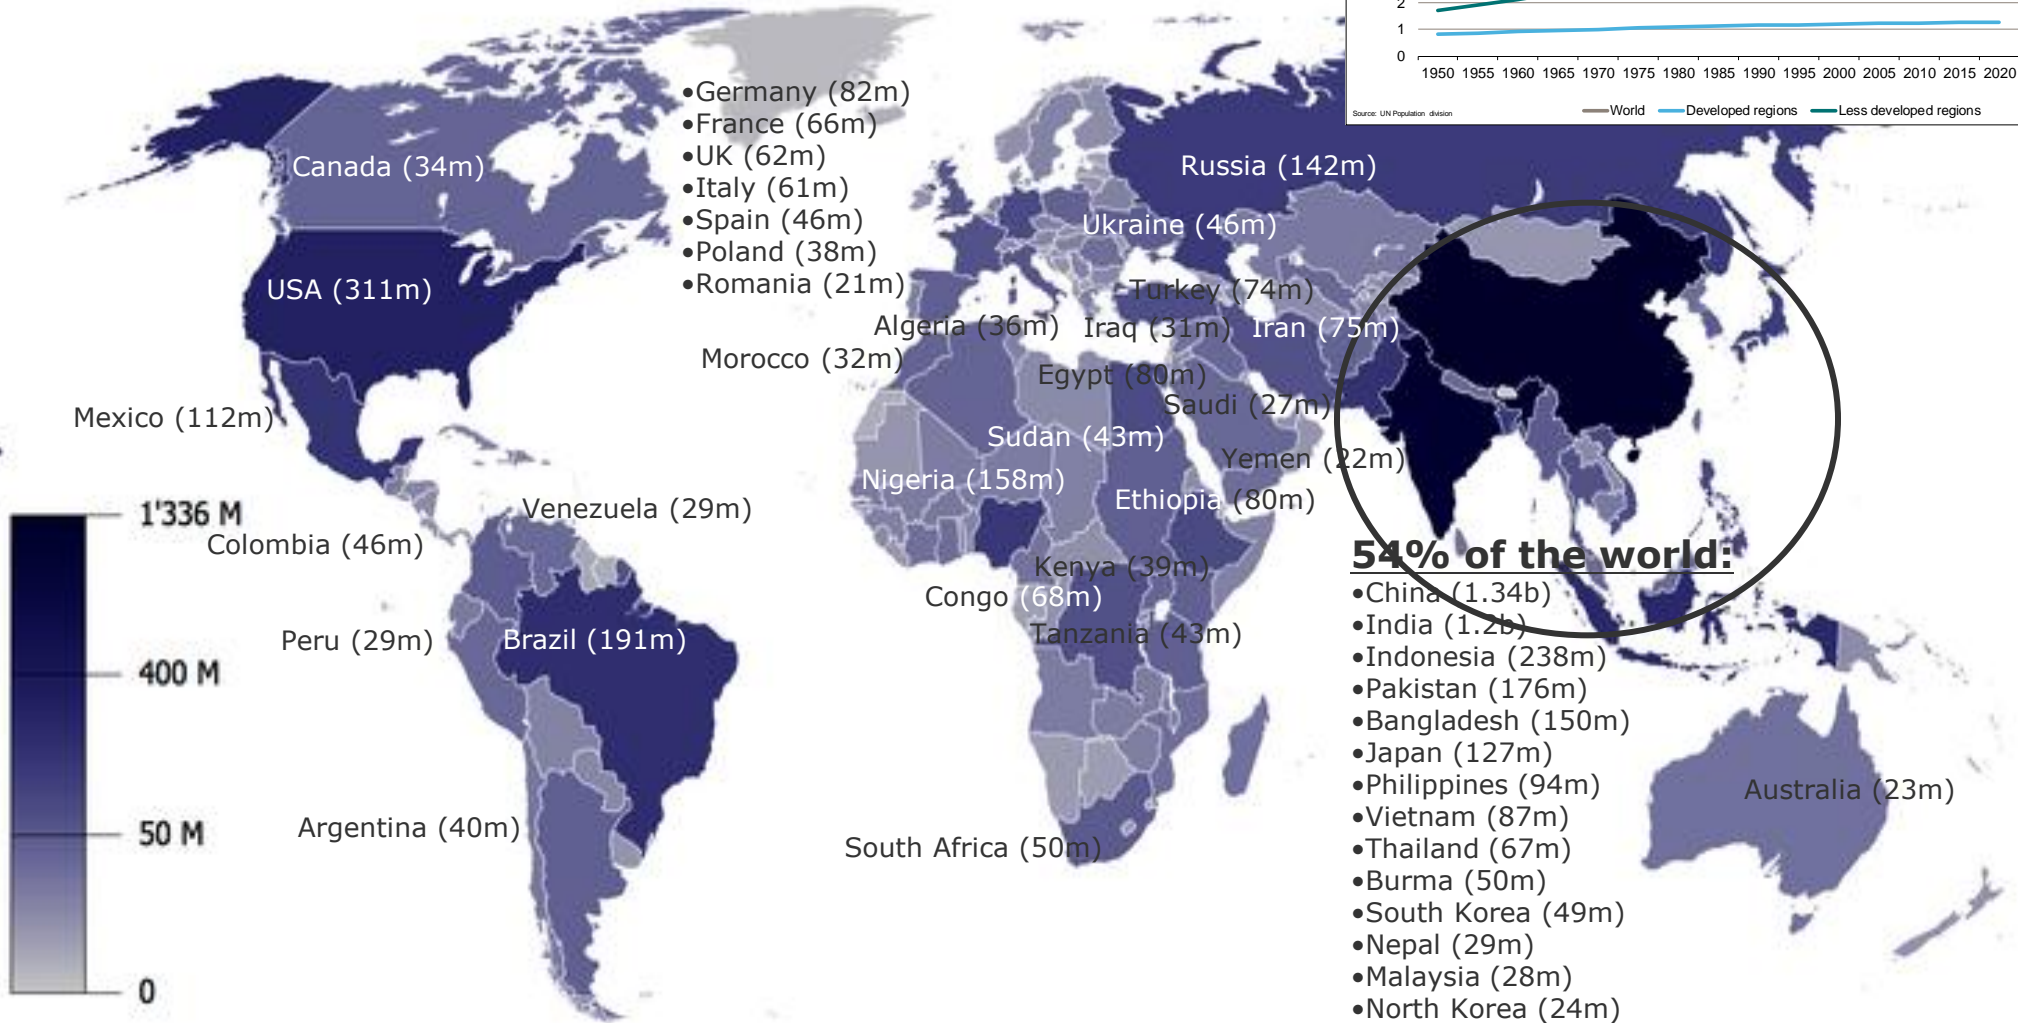 2
1
0
1950 1955 1960 1965 1970 1975 1980 1985 1990 1995 2000 2005 2010 2015 2020
Source: UN Population division
World Developed regions Less developed regions
•Germany (82m)
•France (66m)
•UK (62m)
•Italy (61m)
•Spain (46m)
•Poland (38m)
•Romania (21m)
Canada (34m)
Russia (142m)
Ukraine (46m)
USA (311m)
Turkey (74m)
Algeria (36m)
Iraq (31m)
Iran (75m)
Morocco (32m)
Egypt (80m)
Saudi (27m)
Mexico (112m)
Sudan (43m)
Yemen (22m)
Nigeria (158m)
Ethiopia (80m)
Venezuela (29m)
Colombia (46m)
Kenya (39m)
Congo (68m)
Tanzania (43m)
Peru (29m)
Brazil (191m)
Argentina (40m)
South Africa (50m)
Australia (23m)
1'336 M
400 M
50 M
0
54% of the world:
•China (1.34b)
•India (1.2b)
•Indonesia (238m)
•Pakistan (176m)
•Bangladesh (150m)
•Japan (127m)
•Philippines (94m)
•Vietnam (87m)
•Thailand (67m)
•Burma (50m)
•South Korea (49m)
•Nepal (29m)
•Malaysia (28m)
•North Korea (24m)